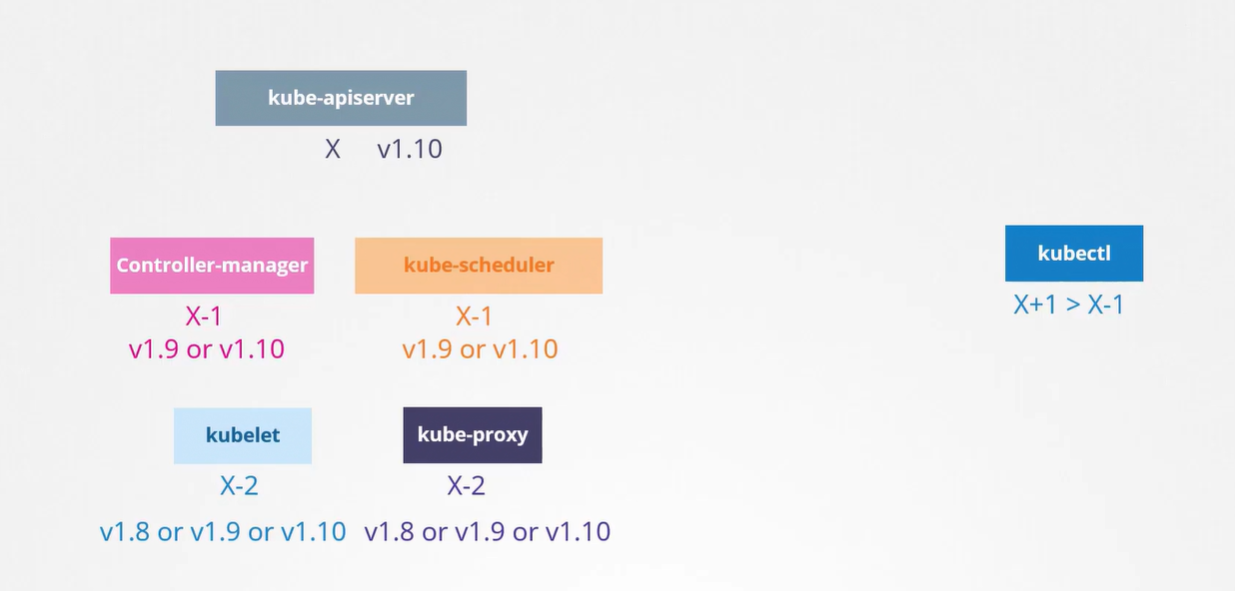 kube-apiserver
X v1.10
Controller-manager
X-1
v1.9 or v1.10
kube-scheduler
X-1
v1.9 or v1.10
kubectl
X+1 > X-1
kubelet
X-2
v1.8 or v1.9 or v1.10
kube-proxy
X-2
v1.8 or v1.9 or v1.10